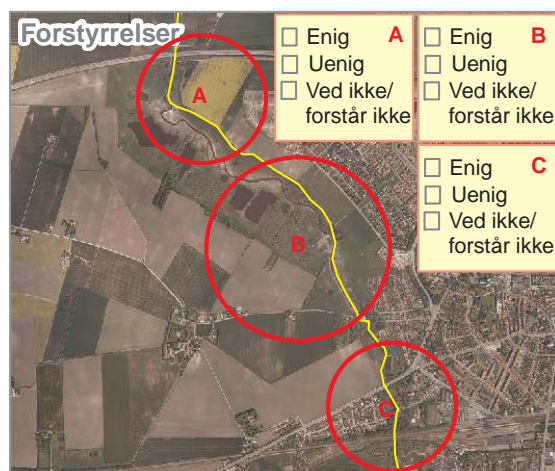 Forstyrrelser
A
Enig
Uenig
Ved ikke/
forstår ikke
B
Enig
Uenig
Ved ikke/
forstår ikke
C
Enig
Uenig
Ved ikke/
forstår ikke
A
B
C